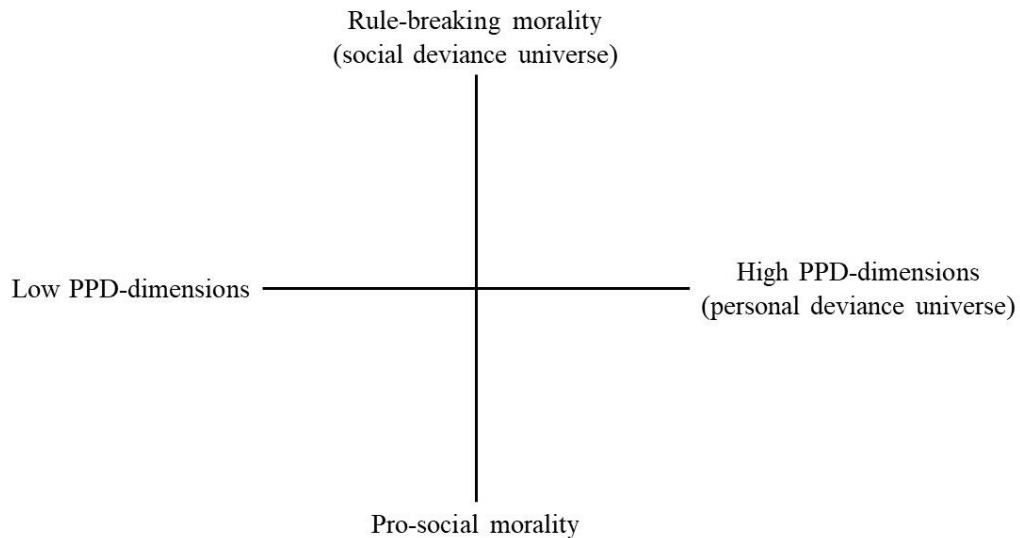 Rule-breaking morality
(social deviance universe)
Low PPD-dimensions
High PPD-dimensions
(personal deviance universe)
Pro-social morality